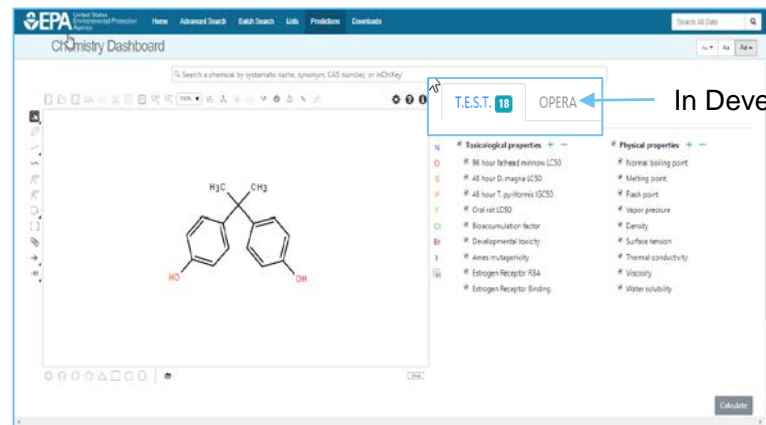 EPA United States Environmental Protection Agency
Home Advanced Search Batch Search Lists Predictions Downloads
Search All Data
Chemistry Dashboard
Aa Aa Aa
Search a chemical by systematic name, synonym, CAS number, or InChIKey
100%
T.E.S.T. 18 OPERA
In Deve
N
O
S
P
F
Cl
Br
I
H₃C CH₃
HO OH
Toxicological properties + −
96 hour fathead minnow LC50
48 hour D. magna LC50
48 hour T. pyriformis IGC50
Oral rat LD50
Bioaccumulation factor
Developmental toxicity
Ames mutagenicity
Estrogen Receptor RBA
Estrogen Receptor Binding
Physical properties + −
Normal boiling point
Melting point
Flash point
Vapor pressure
Density
Surface tension
Thermal conductivity
Viscosity
Water solubility
Calculate